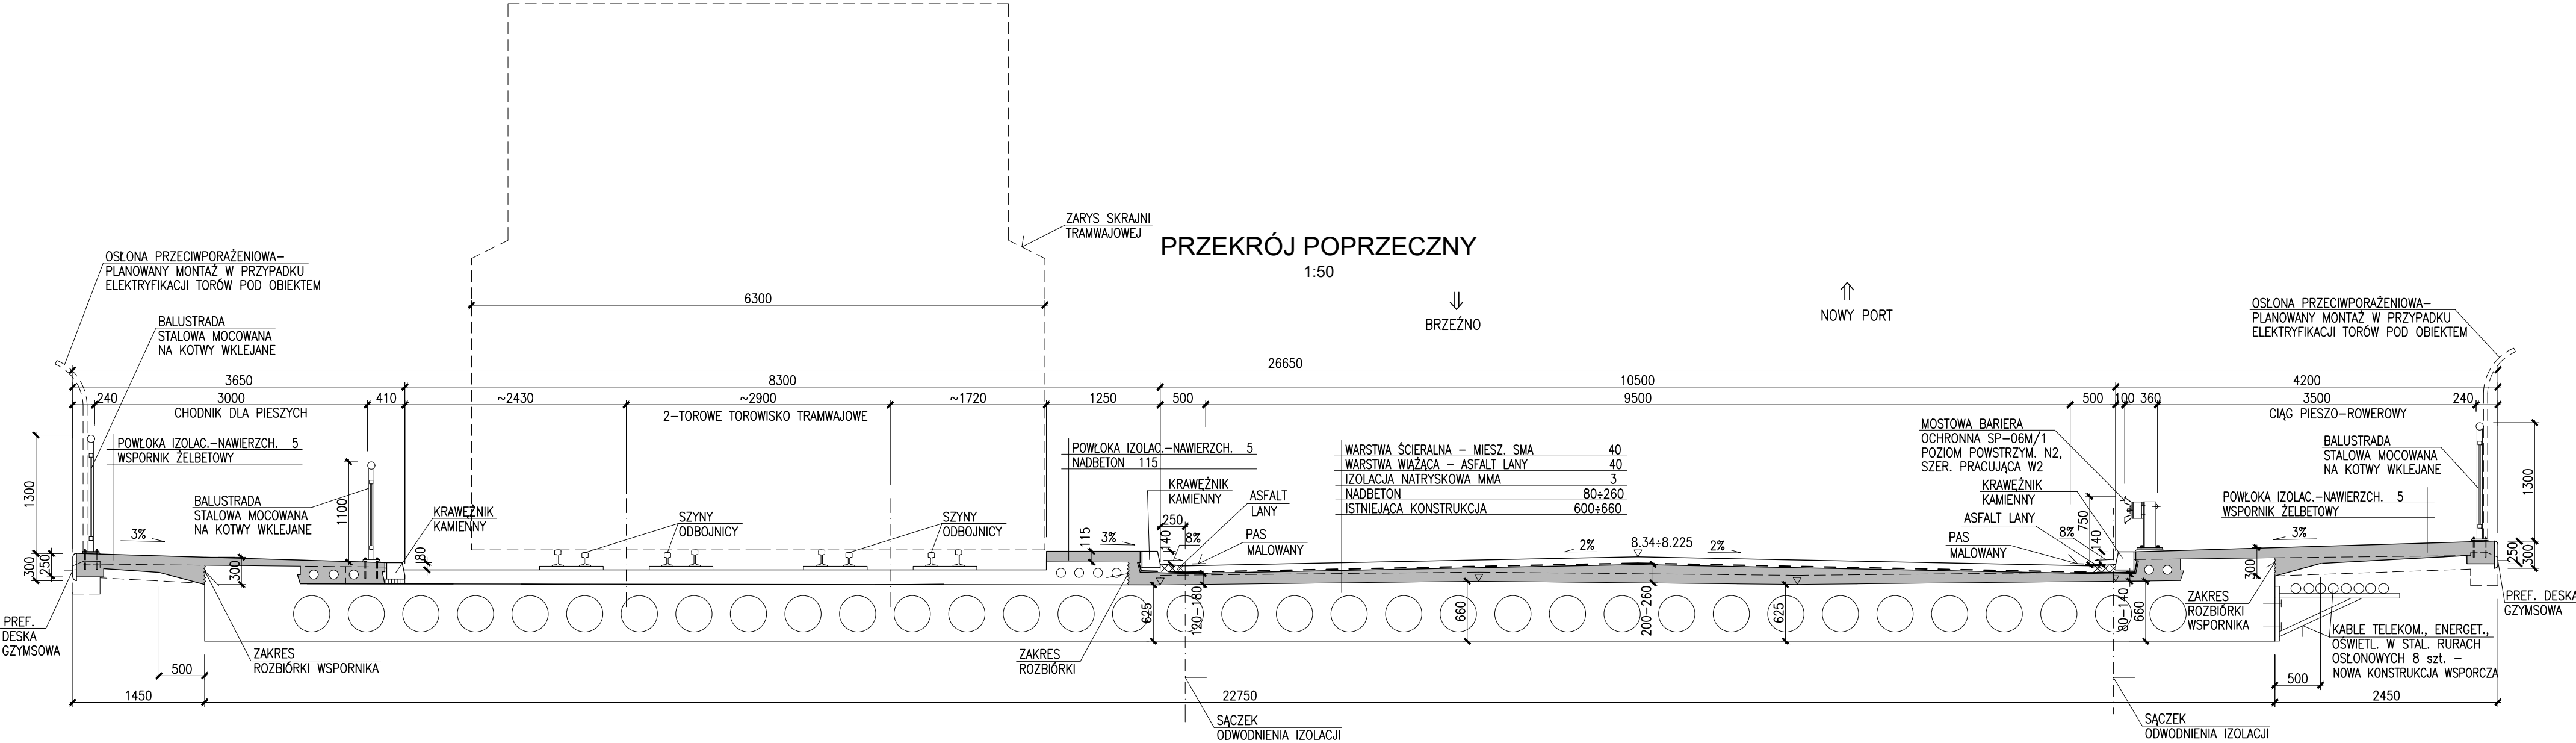 ZARYS SKRAJNI
TRAMWAJOWEJ
PRZEKRÓJ POPRZECZNY
1:50
OSŁONA PRZECIWPORAŻENIOWA–
PLANOWANY MONTAŻ W PRZYPADKU
ELEKTRYFIKACJI TORÓW POD OBIEKTEM
6300
BRZEŹNO
NOWY PORT
OSŁONA PRZECIWPORAŻENIOWA–
PLANOWANY MONTAŻ W PRZYPADKU
ELEKTRYFIKACJI TORÓW POD OBIEKTEM
BALUSTRADA
STALOWA MOCOWANA
NA KOTWY WKLEJANE
26650
3650 8300 10500 4200
240 3000 410 ~2430 ~2900 ~1720 1250 500 9500 500 100 360 3500 240
CHODNIK DLA PIESZYCH
2–TOROWE TOROWISKO TRAMWAJOWE
CIĄG PIESZO–ROWEROWY
POWŁOKA IZOLAC.–NAWIERZCH. 5
WSPORNIK ŻELBETOWY
POWŁOKA IZOLAC.–NAWIERZCH. 5
NADBETON 115
WARSTWA ŚCIERALNA – MIESZ. SMA 40
WARSTWA WIĄŻĄCA – ASFALT LANY 40
IZOLACJA NATRYSKOWA MMA 3
NADBETON 80÷260
ISTNIEJĄCA KONSTRUKCJA 600÷660
MOSTOWA BARIERA
OCHRONNA SP–06M/1
POZIOM POWSTRZYM. N2,
SZER. PRACUJĄCA W2
BALUSTRADA
STALOWA MOCOWANA
NA KOTWY WKLEJANE
1300
BALUSTRADA
STALOWA MOCOWANA
NA KOTWY WKLEJANE
1100
KRAWĘŻNIK
KAMIENNY
SZYNY
ODBOJNICY
SZYNY
ODBOJNICY
KRAWĘŻNIK
KAMIENNY
ASFALT
LANY
250
PAS
MALOWANY
KRAWĘŻNIK
KAMIENNY
ASFALT LANY
PAS
MALOWANY
750
POWŁOKA IZOLAC.–NAWIERZCH. 5
WSPORNIK ŻELBETOWY
1300
3%
180
115
3%
140
8%
2%
8.34÷8.225
2%
8%
140
3%
300
250
300
300
250
300
625
120–180
660
200–260
625
80–140
660
PREF.
DESKA
GZYMSOWA
ZAKRES
ROZBIÓRKI WSPORNIKA
ZAKRES
ROZBIÓRKI
ZAKRES
ROZBIÓRKI
WSPORNIKA
PREF. DESKA
GZYMSOWA
KABLE TELEKOM., ENERGET.,
OŚWIETL. W STAL. RURACH
OSŁONOWYCH 8 szt. –
NOWA KONSTRUKCJA WSPORCZA
500
500
1450 22750 2450
SĄCZEK
ODWODNIENIA IZOLACJI
SĄCZEK
ODWODNIENIA IZOLACJI